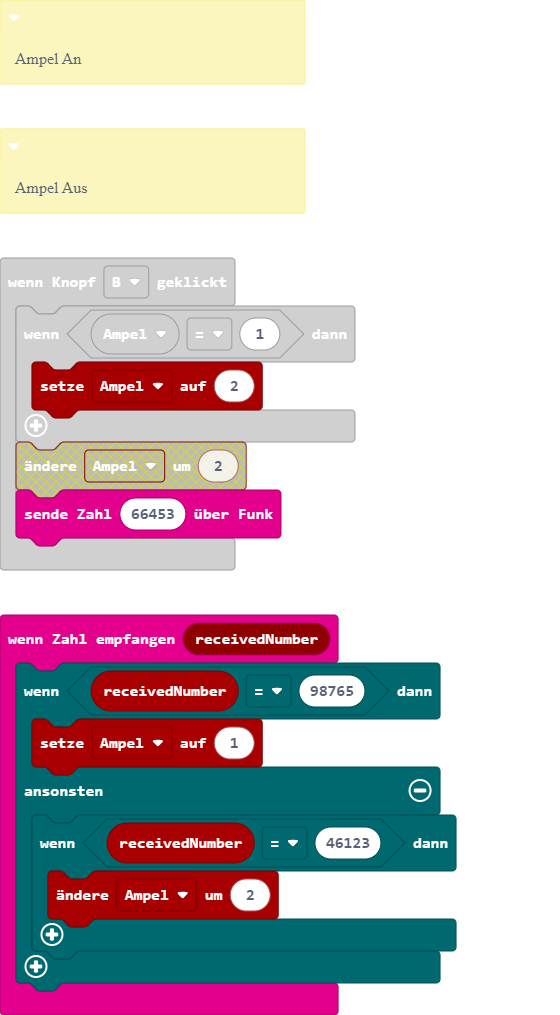 Ampel An
Ampel Aus
wenn Knopf B geklickt
wenn Ampel = 1 dann
setze Ampel auf 2
ändere Ampel um 2
sende Zahl 66453 über Funk
wenn Zahl empfangen receivedNumber
wenn receivedNumber = 98765 dann
setze Ampel auf 1
ansonsten
wenn receivedNumber = 46123 dann
ändere Ampel um 2